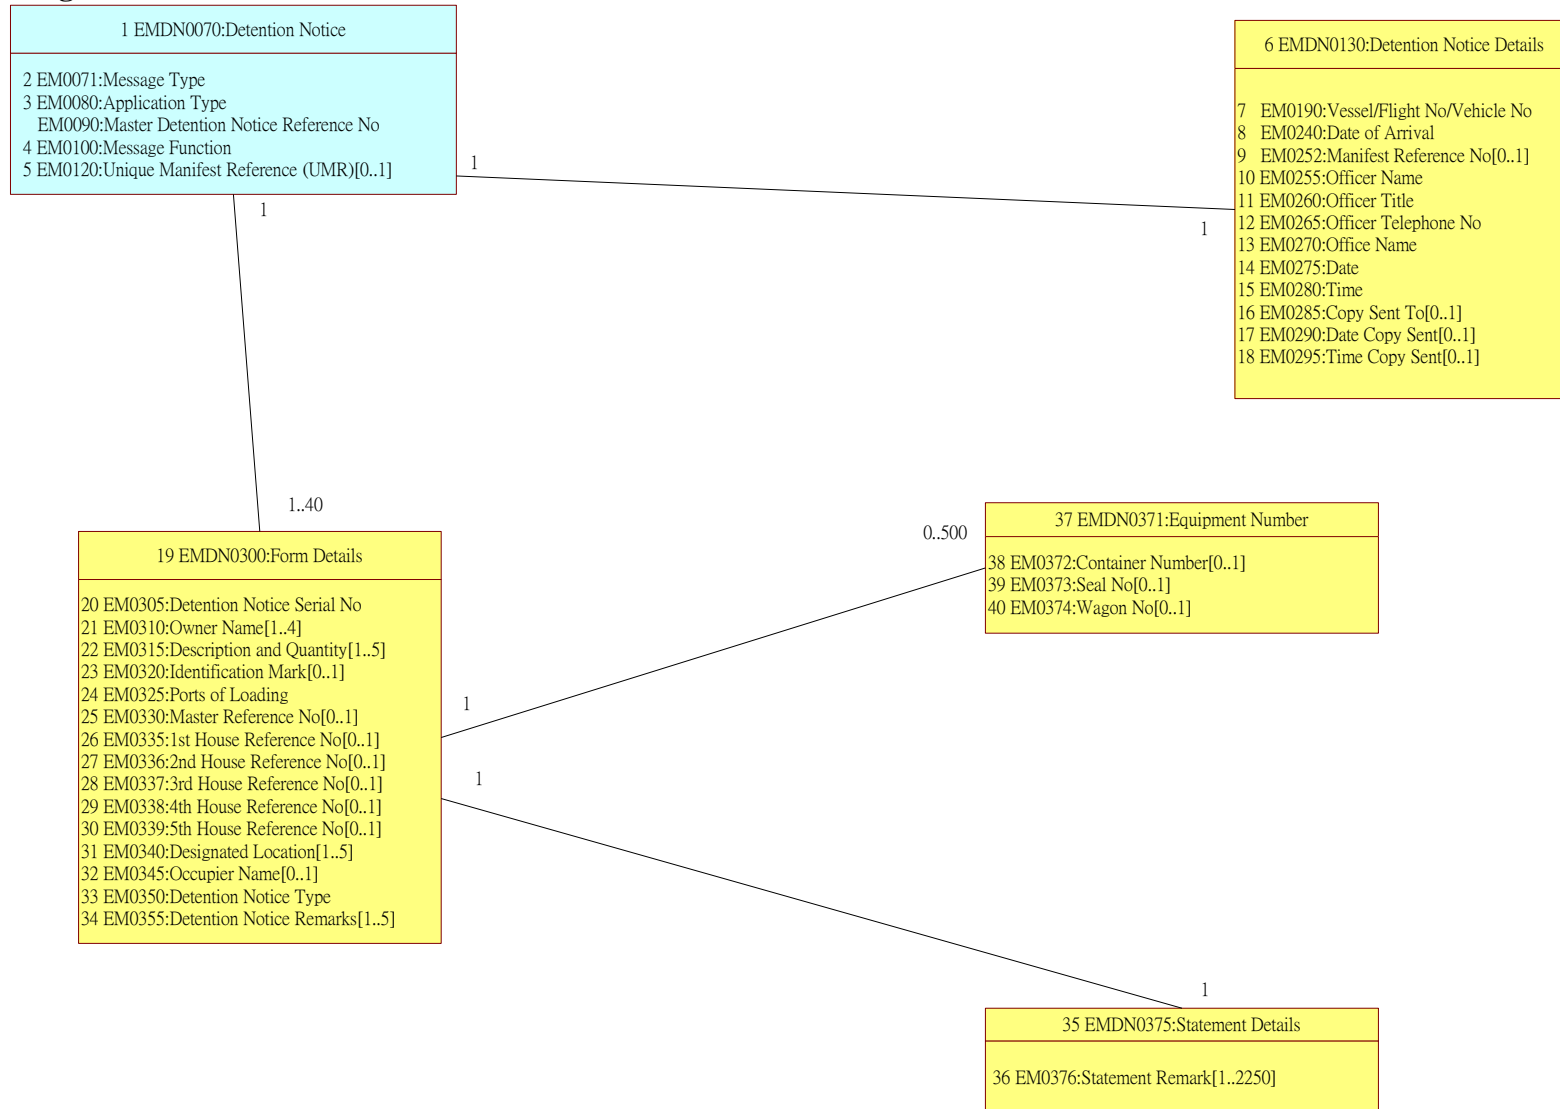 1 EMDN0070:Detention Notice
2 EM0071:Message Type
3 EM0080:Application Type
EM0090:Master Detention Notice Reference No
4 EM0100:Message Function
5 EM0120:Unique Manifest Reference (UMR)[0..1]
6 EMDN0130:Detention Notice Details
7 EM0190:Vessel/Flight No/Vehicle No
8 EM0240:Date of Arrival
9 EM0252:Manifest Reference No[0..1]
10 EM0255:Officer Name
11 EM0260:Officer Title
12 EM0265:Officer Telephone No
13 EM0270:Office Name
14 EM0275:Date
15 EM0280:Time
16 EM0285:Copy Sent To[0..1]
17 EM0290:Date Copy Sent[0..1]
18 EM0295:Time Copy Sent[0..1]
1
1
1
1..40
19 EMDN0300:Form Details
20 EM0305:Detention Notice Serial No
21 EM0310:Owner Name[1..4]
22 EM0315:Description and Quantity[1..5]
23 EM0320:Identification Mark[0..1]
24 EM0325:Ports of Loading
25 EM0330:Master Reference No[0..1]
26 EM0335:1st House Reference No[0..1]
27 EM0336:2nd House Reference No[0..1]
28 EM0337:3rd House Reference No[0..1]
29 EM0338:4th House Reference No[0..1]
30 EM0339:5th House Reference No[0..1]
31 EM0340:Designated Location[1..5]
32 EM0345:Occupier Name[0..1]
33 EM0350:Detention Notice Type
34 EM0355:Detention Notice Remarks[1..5]
0..500
1
37 EMDN0371:Equipment Number
38 EM0372:Container Number[0..1]
39 EM0373:Seal No[0..1]
40 EM0374:Wagon No[0..1]
1
1
35 EMDN0375:Statement Details
36 EM0376:Statement Remark[1..2250]